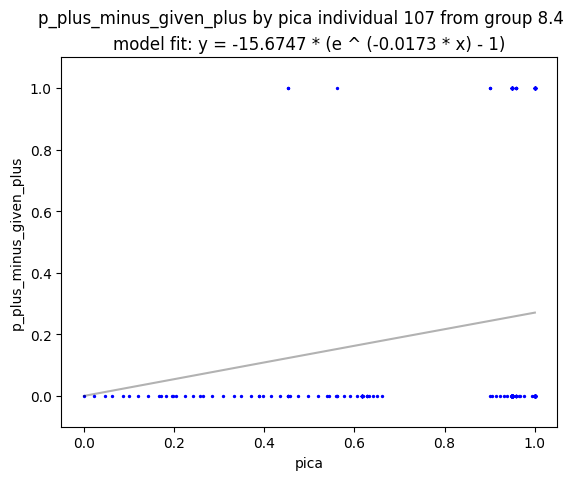 p_plus_minus_given_plus by pica individual 107 from group 8.4
model fit: y = -15.6747 * (e ^ (-0.0173 * x) - 1)
1.0
0.8
0.6
0.4
0.2
0.0
p_plus_minus_given_plus
0.0 0.2 0.4 0.6 0.8 1.0
pica